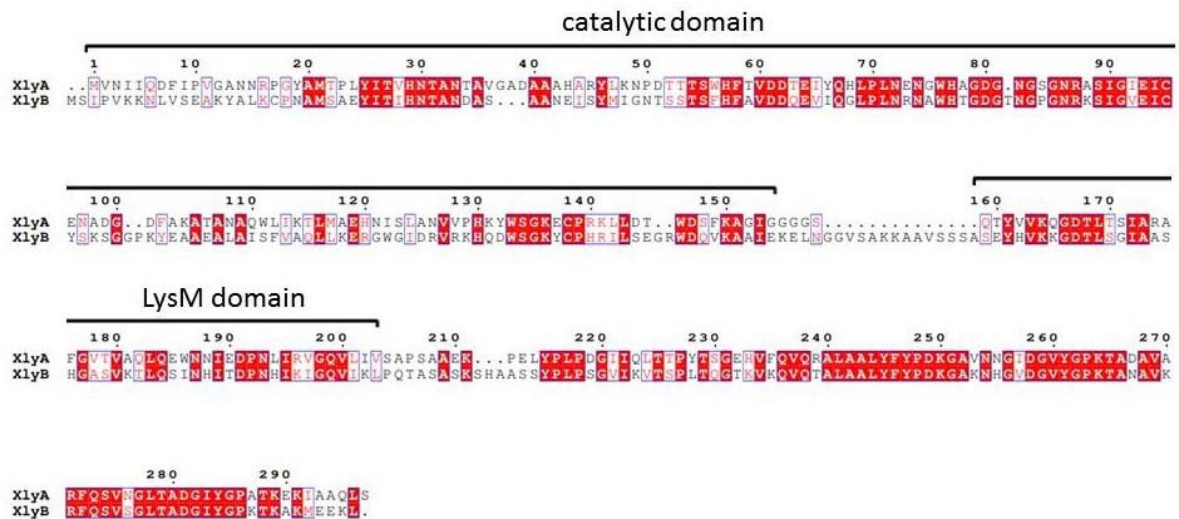 catalytic domain
1 10 20 30 40 50 60 70 80 90
XlyA ..MVNIIQDFIPVGANNRPGYAMTPLYITVHNTANTAVGADAAAHARYLKNPDTTTSWHFTVDDTEIYQHLPLNENGWHAGDG.NGSGNRASIGIEIC
XlyB MSIPVKKNLVSEAKYALKCPNAMSAEYITIHNTANDAS...AANEISYMIGNTSSTSFHFAVDDQEVIQGLPLNRNAWHTGDGTNGPGNRKSIGVEIC
100 110 120 130 140 150 160 170
XlyA ENADG..DFAKATANAQWLIKTLMAEHNISLANVVPHKYWSGKECPRKLLDT..WDSFKAGIGGGGS..............QTYVVKQGDTLTSIARA
XlyB YSKSGGPKYEAAEALAISFVAQLLKERGWGIDRVRKHQDWSGKYCPHRILSEGRWDQVKAAIEKELNGGVSAKKAAVSSSASEYHVKKGDTLSGIAAS
LysM domain
180 190 200 210 220 230 240 250 260 270
XlyA FGVTVAQLQEWNNIEDPNLIRVGQVLIVSAPSAAEK...PELYPLPDGIIQLTTPYTSGEHVFQVQRALAALYFYPDKGAVNNGIDGVYGPKTADAVA
XlyB HGASVKTLQSINHITDPNHIKIGQVIKLPQTASASKSHAASSYPLPSGVIKVTSPLTQGTKVKQVQTALAALYFYPDKGAKNHGVDGVYGPKTANAVK
280 290
XlyA RFQSVNGLTADGIYGPATKEKIAAQLS
XlyB RFQSVSGLTADGIYGPKTKAKMEEKL.